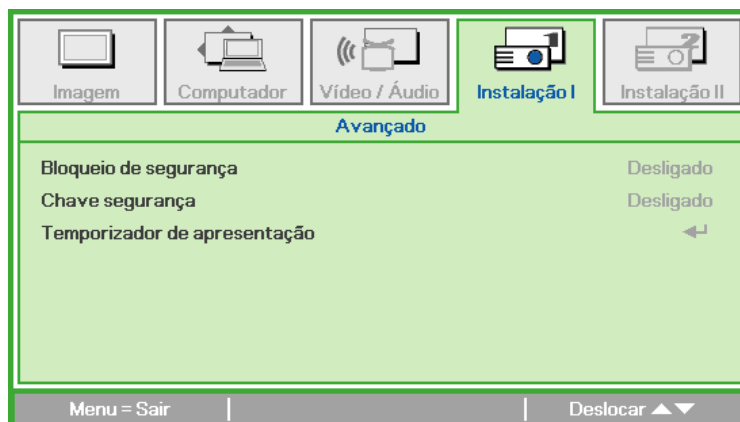 Imagem Computador Vídeo / Áudio Instalação I Instalação II
Avançado
Bloqueio de segurança Desligado
Chave segurança Desligado
Temporizador de apresentação
Menu = Sair Deslocar